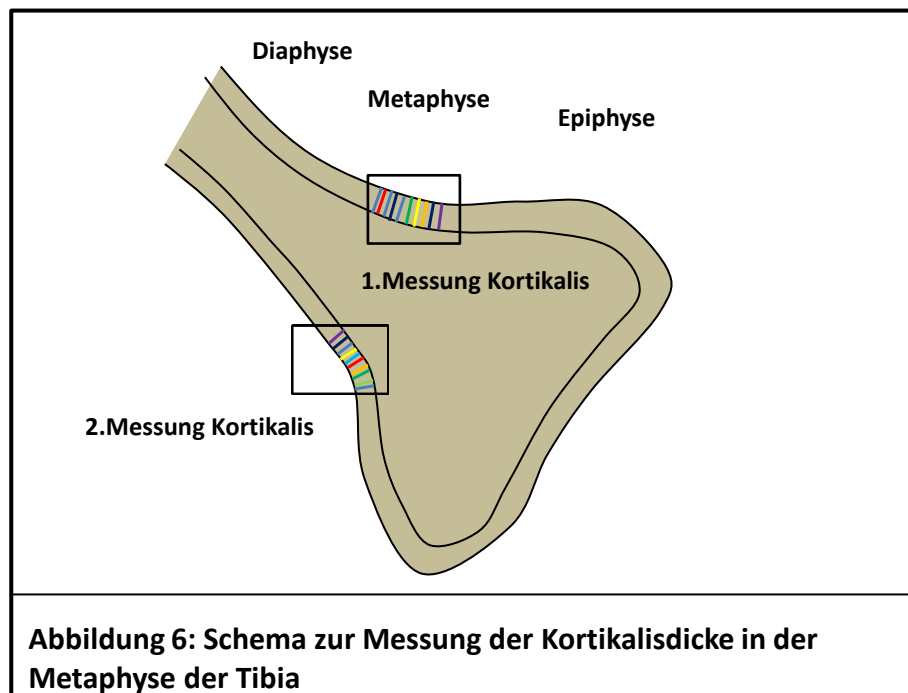 Diaphyse
Metaphyse
Epiphyse
1.Messung Kortikalis
2.Messung Kortikalis
Abbildung 6: Schema zur Messung der Kortikalisdicke in der
Metaphyse der Tibia